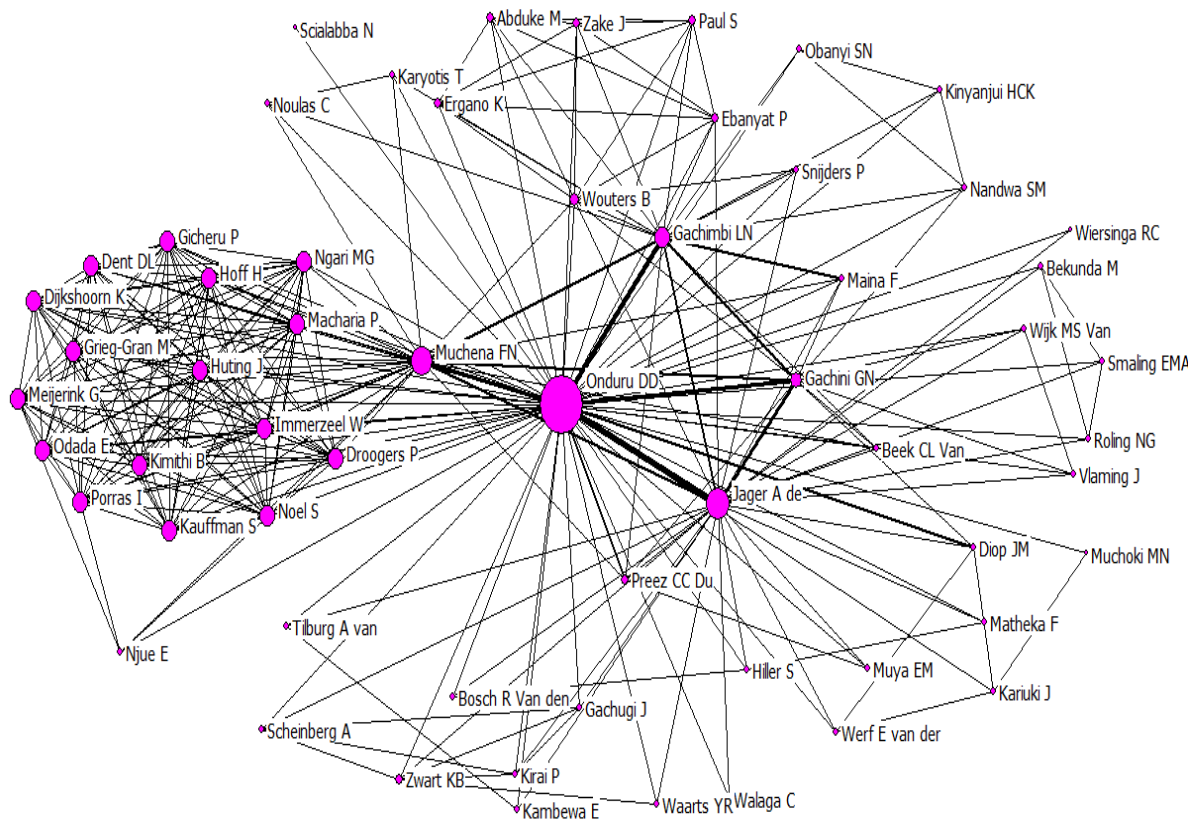 Scialabba N
Abduke M
Zake J
Paul S
Obanyi SN
Karyotis T
Noulas C
Ergano K
Kinyanjui HCK
Ebanyat P
Snijders P
Nandwa SM
Wouters B
Gachimbi LN
Wiersinga RC
Gicheru P
Ngari MG
Dent DL
Hoff H
Bekunda M
Maina F
Dijkshoorn K
Macharia P
Wijk MS Van
Grieg-Gran M
Muchena FN
Smaling EMA
Huting J
Onduru DD
Gachini GN
Meijerink G
Immerzeel W
Roling NG
Odada E
Beek CL Van
Kimithi B
Droogers P
Vlaming J
Porras I
Jager A de
Noel S
Kauffman S
Diop JM
Muchoki MN
Preez CC Du
Tilburg A van
Matheka F
Njue E
Hiler S
Muya EM
Bosch R Van den
Kariuki J
Gachugi J
Scheinberg A
Werf E van der
Zwart KB
Kirai P
Kambewa E
Waarts YR
Walaga C